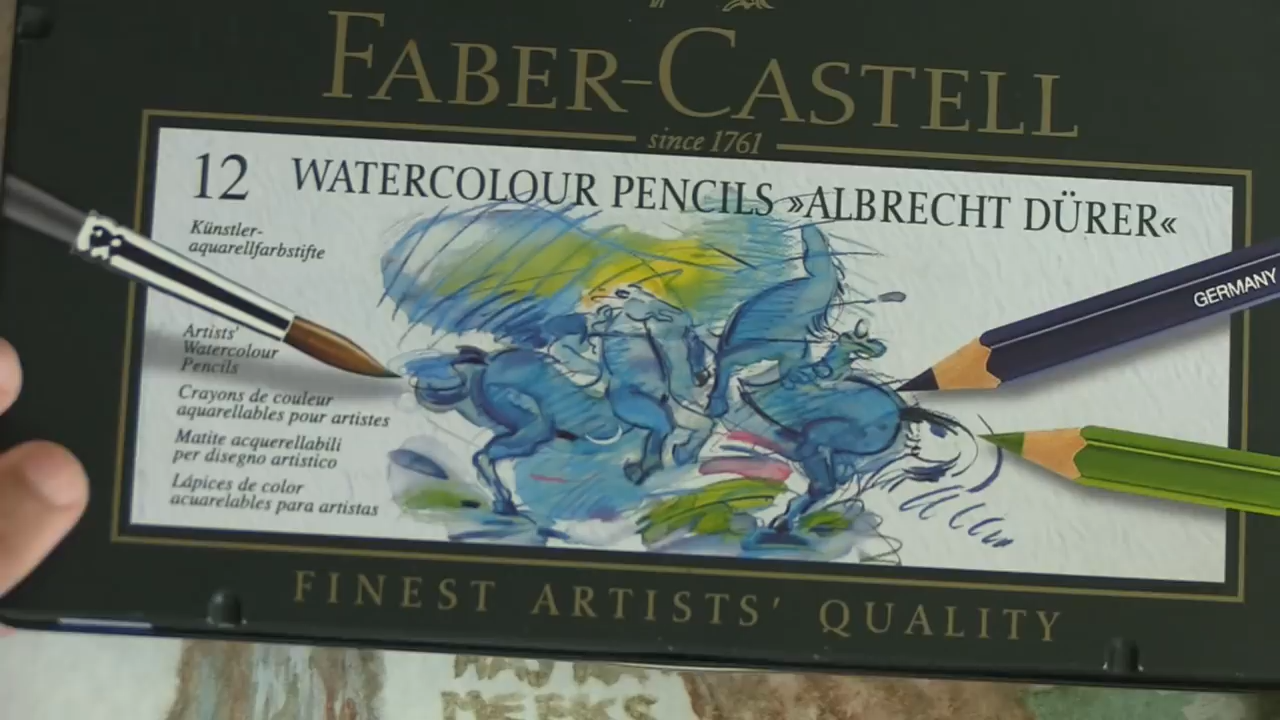 FABER-CASTELL
since 1761
12 WATERCOLOUR PENCILS »ALBRECHT DÜRER«
Künstler-
aquarellfarbstifte
Artists'
Watercolour
Pencils
Crayons de couleur
aquarellables pour artistes
Matite acquerellabili
per disegno artistico
Lápices de color
acuarelables para artistas
GERMANY
FINEST ARTISTS' QUALITY
MEEKS